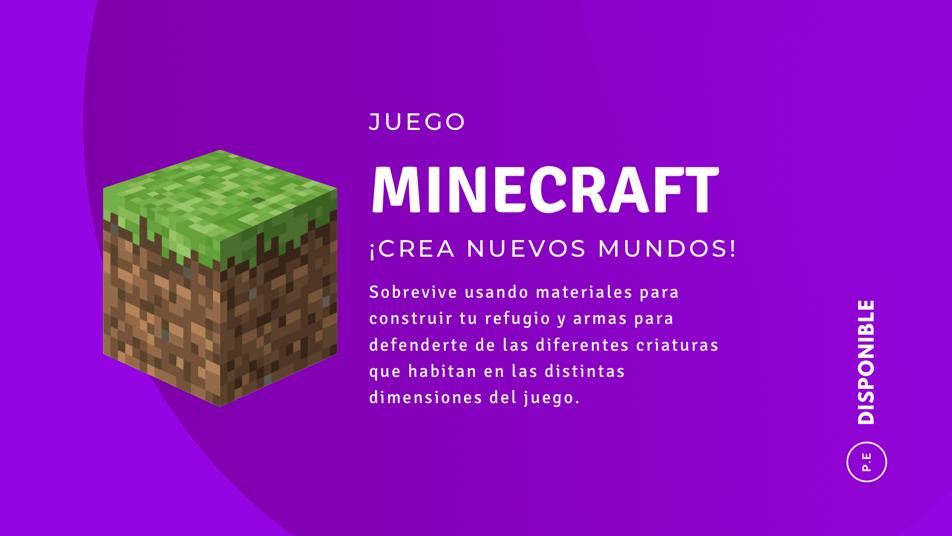 JUEGO
MINECRAFT
¡CREA NUEVOS MUNDOS!
Sobrevive usando materiales para
construir tu refugio y armas para
defenderte de las diferentes criaturas
que habitan en las distintas
dimensiones del juego.
DISPONIBLE
P.E